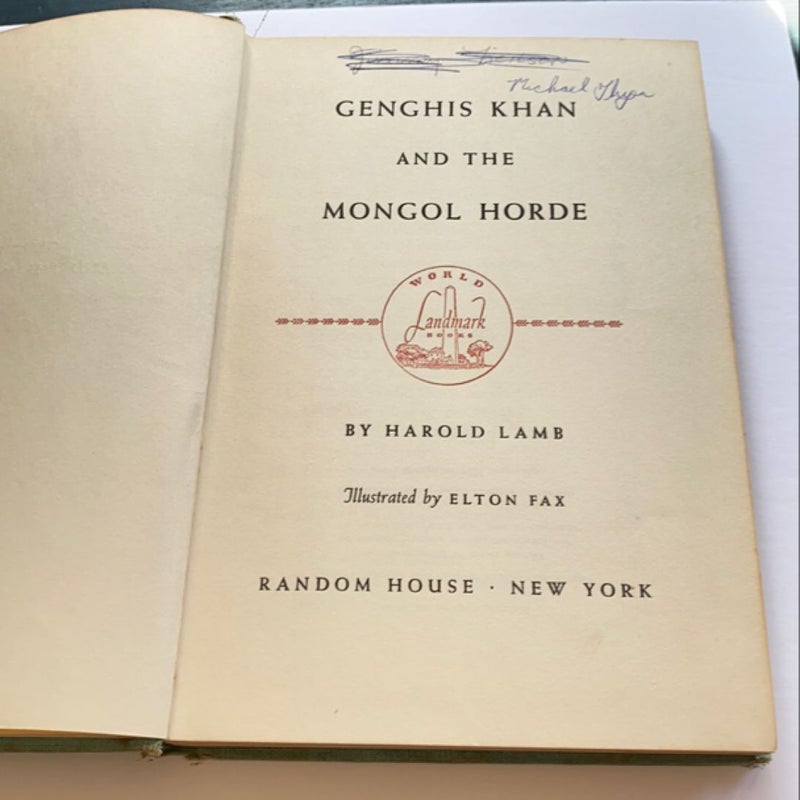 Michael
GENGHIS KHAN
AND THE
MONGOL HORDE
WORLD
Landmark
BOOKS
BY HAROLD LAMB
Illustrated by ELTON FAX
RANDOM HOUSE · NEW YORK